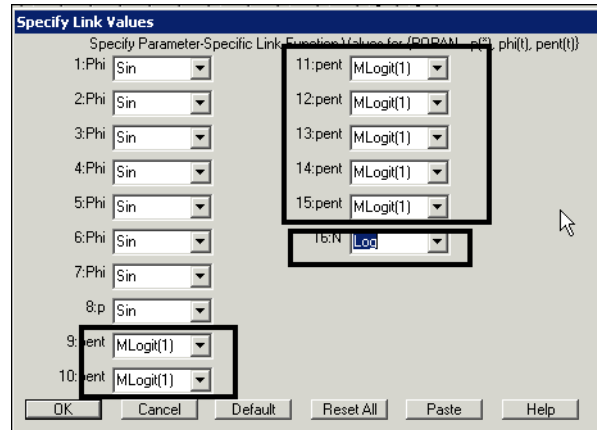 Specify Link Values
Specify Parameter-Specific Link Function Values for {POPAN - p(*), phi(t), pent(t)}
1:Phi Sin
2:Phi Sin
3:Phi Sin
4:Phi Sin
5:Phi Sin
6:Phi Sin
7:Phi Sin
8:p Sin
9:pent MLogit(1)
10:pent MLogit(1)
11:pent MLogit(1)
12:pent MLogit(1)
13:pent MLogit(1)
14:pent MLogit(1)
15:pent MLogit(1)
16:N Log
OK Cancel Default Reset All Paste Help